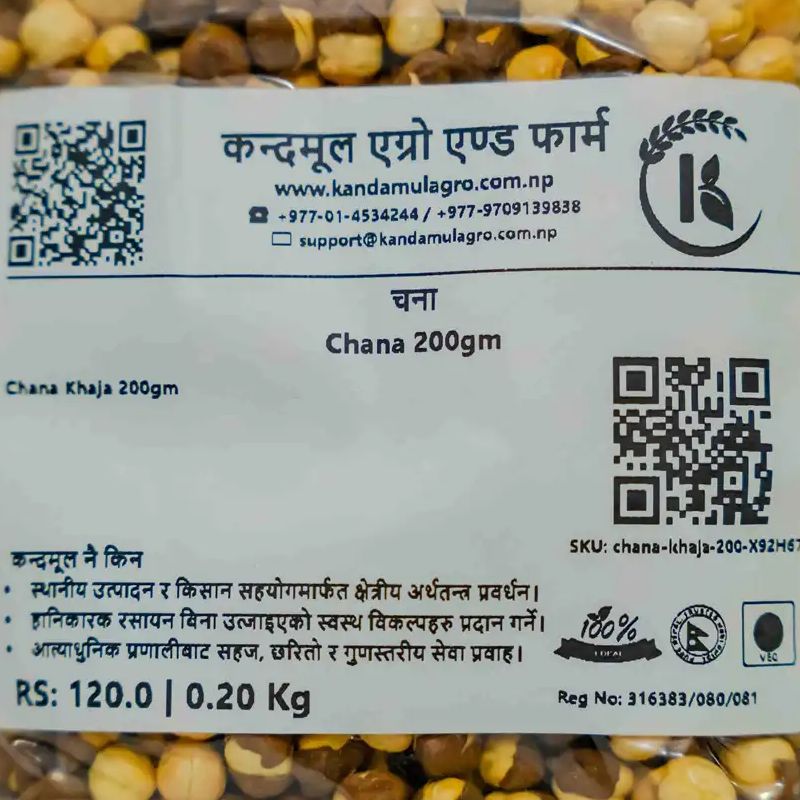 कन्दमूल एग्रो एण्ड फार्म
www.kandamulagro.com.np
+977-01-4534244 / +977-9709139838
support@kandamulagro.com.np
चना
Chana 200gm
Chana Khaja 200gm
SKU: chana-khaja-200-X92H67
कन्दमूल नै किन
• स्थानीय उत्पादन र किसान सहयोगमार्फत क्षेत्रीय अर्थतन्त्र प्रवर्धन।
• हानिकारक रसायन विना उत्जाइएको स्वस्थ विकल्पहरु प्रदान गर्ने।
• आत्याधुनिक प्रणालीबाट सहज, छरितो र गुणस्तरीय सेवा प्रवाह।
100%
LOCAL
VEG
RS: 120.0 | 0.20 Kg
Reg No: 316383/080/081